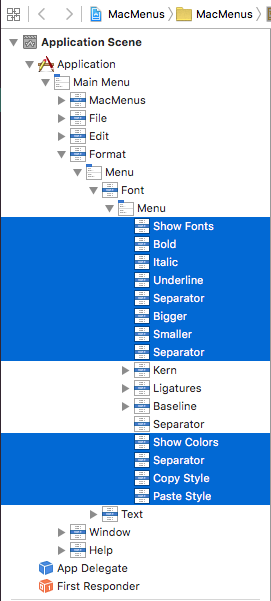 MacMenus MacMenus
Application Scene
Application
Main Menu
MacMenus
File
Edit
Format
Menu
Font
Menu
Show Fonts
Bold
Italic
Underline
Separator
Bigger
Smaller
Separator
Kern
Ligatures
Baseline
Separator
Show Colors
Separator
Copy Style
Paste Style
Text
Window
Help
App Delegate
First Responder